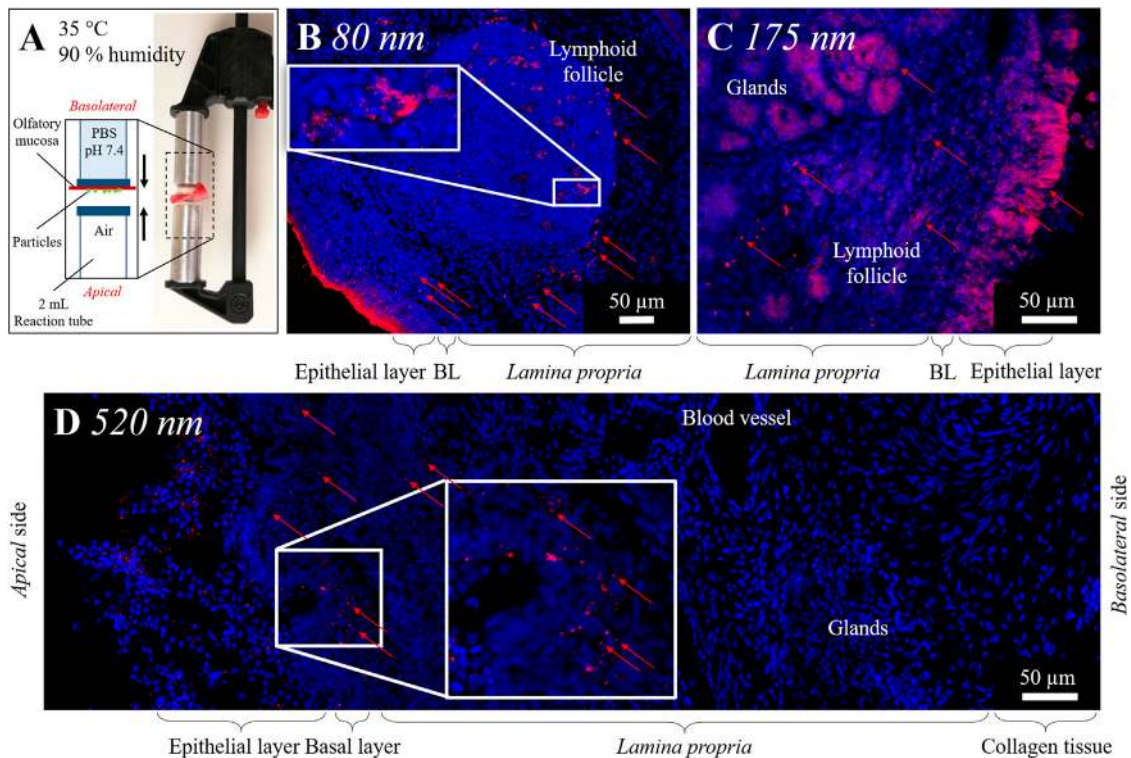 A
35 °C
90 % humidity
Basolateral
Olfatory
mucosa
PBS
pH 7.4
Particles
Air
Apical
2 mL
Reaction tube
B 80 nm
Lymphoid
follicle
50 µm
Epithelial layer BL Lamina propria
C 175 nm
Glands
Lymphoid
follicle
50 µm
Lamina propria BL Epithelial layer
D 520 nm
Blood vessel
Apical side
Basolateral side
Glands
50 µm
Epithelial layer Basal layer Lamina propria Collagen tissue